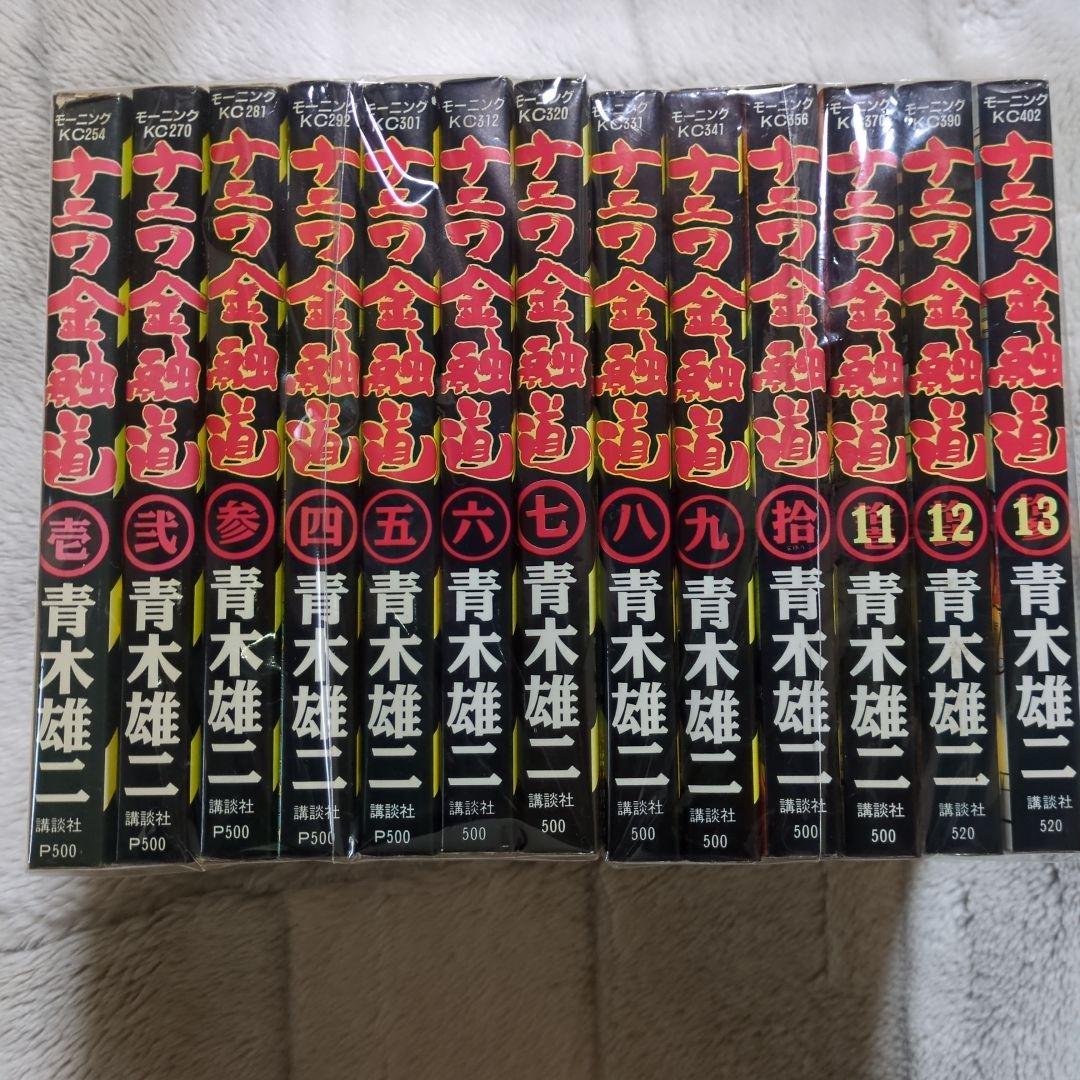 モーニング
KC254
ナニワ金融道
壱
青木雄二
講談社
P500
モーニング
KC270
ナニワ金融道
弐
青木雄二
講談社
P500
モーニング
KC281
ナニワ金融道
参
青木雄二
講談社
P500
モーニング
KC292
ナニワ金融道
四
青木雄二
講談社
P500
モーニング
KC301
ナニワ金融道
五
青木雄二
講談社
P500
モーニング
KC312
ナニワ金融道
六
青木雄二
講談社
500
モーニング
KC320
ナニワ金融道
七
青木雄二
講談社
500
モーニング
KC331
ナニワ金融道
八
青木雄二
講談社
500
モーニング
KC341
ナニワ金融道
九
青木雄二
講談社
500
モーニング
KC356
ナニワ金融道
拾
青木雄二
講談社
500
モーニング
KC370
ナニワ金融道
11
青木雄二
講談社
500
モーニング
KC390
ナニワ金融道
12
青木雄二
講談社
520
モーニング
KC402
ナニワ金融道
13
青木雄二
講談社
520